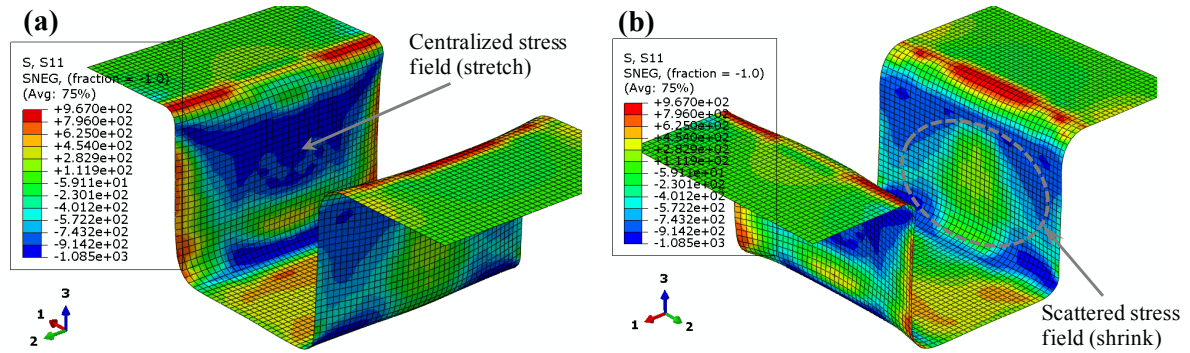 (a)
Centralized stress
field (stretch)
S, S11
SNEG, (fraction = -1.0)
(Avg: 75%)
+9.670e+02
+7.960e+02
+6.250e+02
+4.540e+02
+2.829e+02
+1.119e+02
-5.911e+01
-2.301e+02
-4.012e+02
-5.722e+02
-7.432e+02
-9.142e+02
-1.085e+03
3
1
2
(b)
S, S11
SNEG, (fraction = -1.0)
(Avg: 75%)
+9.670e+02
+7.960e+02
+6.250e+02
+4.540e+02
+2.829e+02
+1.119e+02
-5.911e+01
-2.301e+02
-4.012e+02
-5.722e+02
-7.432e+02
-9.142e+02
-1.085e+03
3
1
2
Scattered stress
field (shrink)